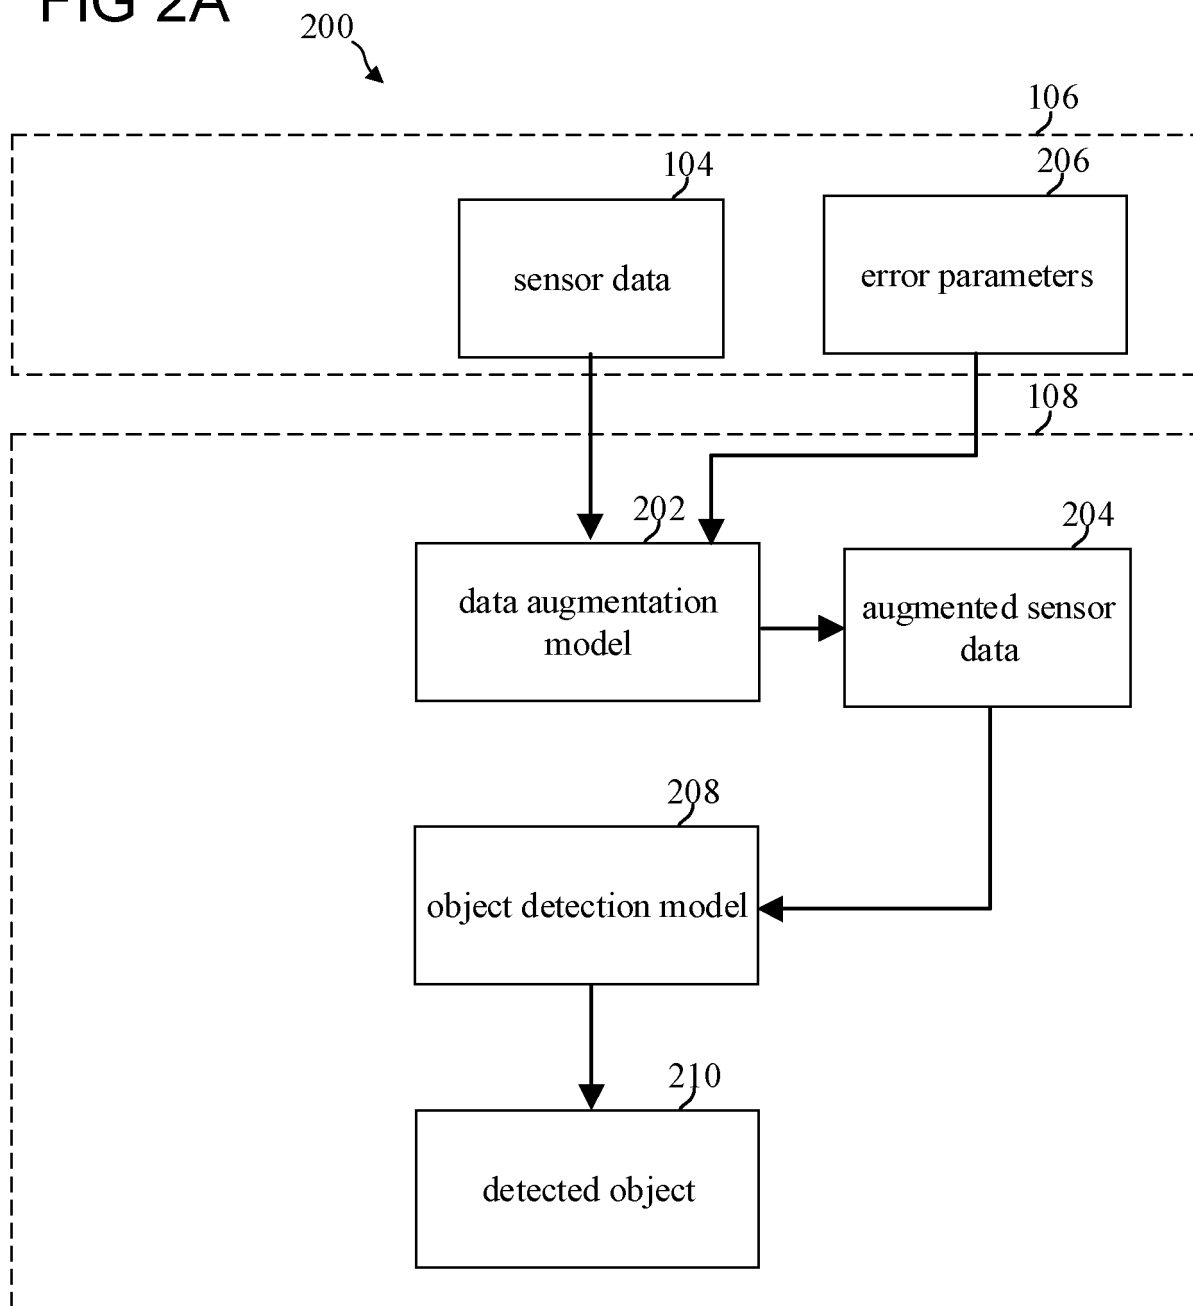 FIG 2A
200
106
104
206
sensor data
error parameters
108
202
204
data augmentation
model
augmented sensor
data
208
object detection model
210
detected object